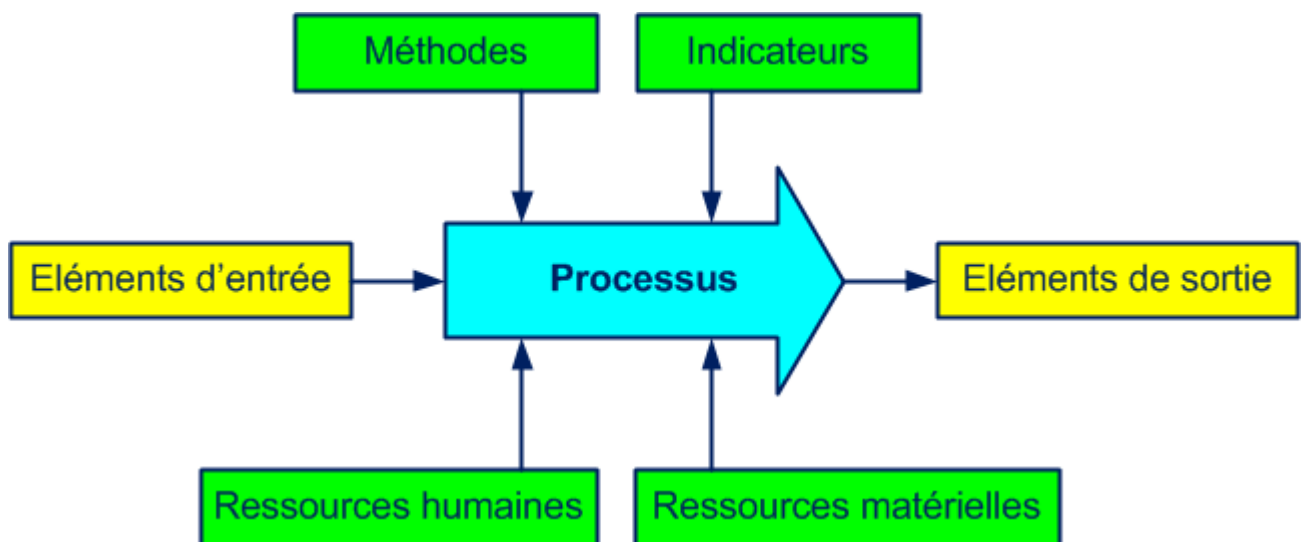 Méthodes
Indicateurs
Eléments d'entrée
Processus
Eléments de sortie
Ressources humaines
Ressources matérielles